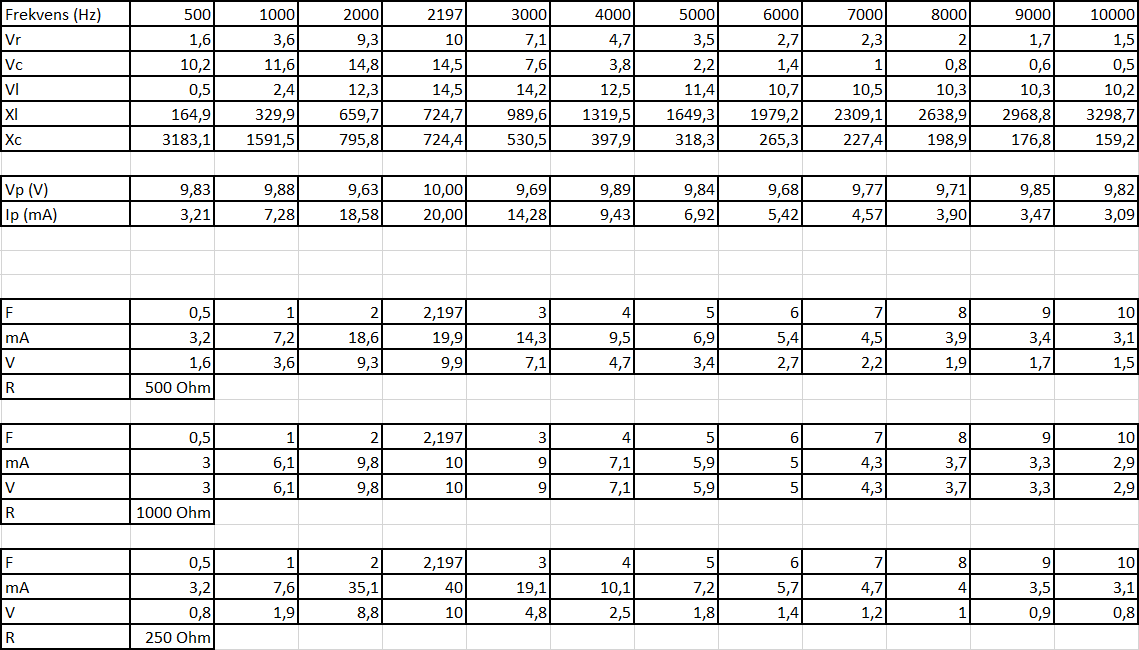 Frekvens (Hz) 500 1000 2000 2197 3000 4000 5000 6000 7000 8000 9000 10000
Vr 1,6 3,6 9,3 10 7,1 4,7 3,5 2,7 2,3 2 1,7 1,5
Vc 10,2 11,6 14,8 14,5 7,6 3,8 2,2 1,4 1 0,8 0,6 0,5
Vl 0,5 2,4 12,3 14,5 14,2 12,5 11,4 10,7 10,5 10,3 10,3 10,2
Xl 164,9 329,9 659,7 724,7 989,6 1319,5 1649,3 1979,2 2309,1 2638,9 2968,8 3298,7
Xc 3183,1 1591,5 795,8 724,4 530,5 397,9 318,3 265,3 227,4 198,9 176,8 159,2
Vp (V) 9,83 9,88 9,63 10,00 9,69 9,89 9,84 9,68 9,77 9,71 9,85 9,82
Ip (mA) 3,21 7,28 18,58 20,00 14,28 9,43 6,92 5,42 4,57 3,90 3,47 3,09
F 0,5 1 2 2,197 3 4 5 6 7 8 9 10
mA 3,2 7,2 18,6 19,9 14,3 9,5 6,9 5,4 4,5 3,9 3,4 3,1
V 1,6 3,6 9,3 9,9 7,1 4,7 3,4 2,7 2,2 1,9 1,7 1,5
R 500 Ohm
F 0,5 1 2 2,197 3 4 5 6 7 8 9 10
mA 3 6,1 9,8 10 9 7,1 5,9 5 4,3 3,7 3,3 2,9
V 3 6,1 9,8 10 9 7,1 5,9 5 4,3 3,7 3,3 2,9
R 1000 Ohm
F 0,5 1 2 2,197 3 4 5 6 7 8 9 10
mA 3,2 7,6 35,1 40 19,1 10,1 7,2 5,7 4,7 4 3,5 3,1
V 0,8 1,9 8,8 10 4,8 2,5 1,8 1,4 1,2 1 0,9 0,8
R 250 Ohm